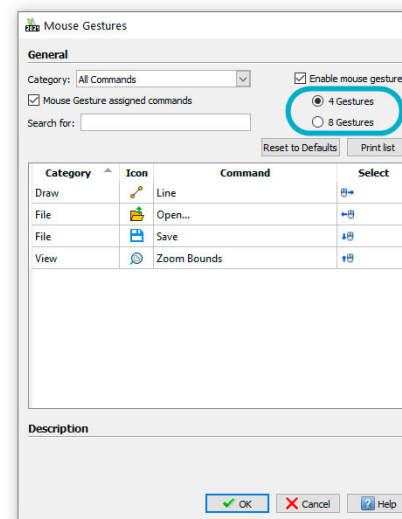 2021 Mouse Gestures
General
Category: All Commands
Enable mouse gesture
Mouse Gesture assigned commands
4 Gestures
Search for:
8 Gestures
Reset to Defaults Print list
Category Icon Command Select
Draw Line
File Open...
File Save
View Zoom Bounds
Description
OK Cancel Help